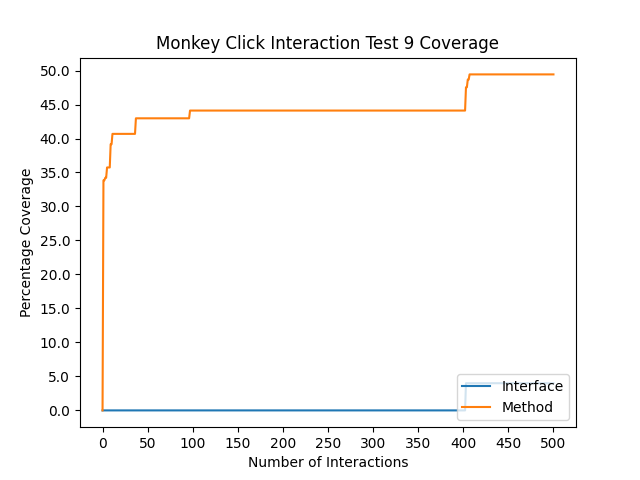 Monkey Click Interaction Test 9 Coverage
Percentage Coverage
50.0
45.0
40.0
35.0
30.0
25.0
20.0
15.0
10.0
5.0
0.0
Interface
Method
0 50 100 150 200 250 300 350 400 450 500
Number of Interactions